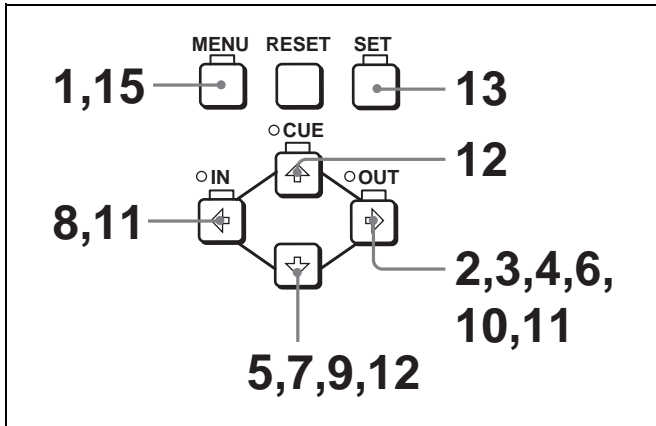 MENU RESET SET
1,15
13
CUE
12
IN
OUT
8,11
2,3,4,6,
10,11
5,7,9,12